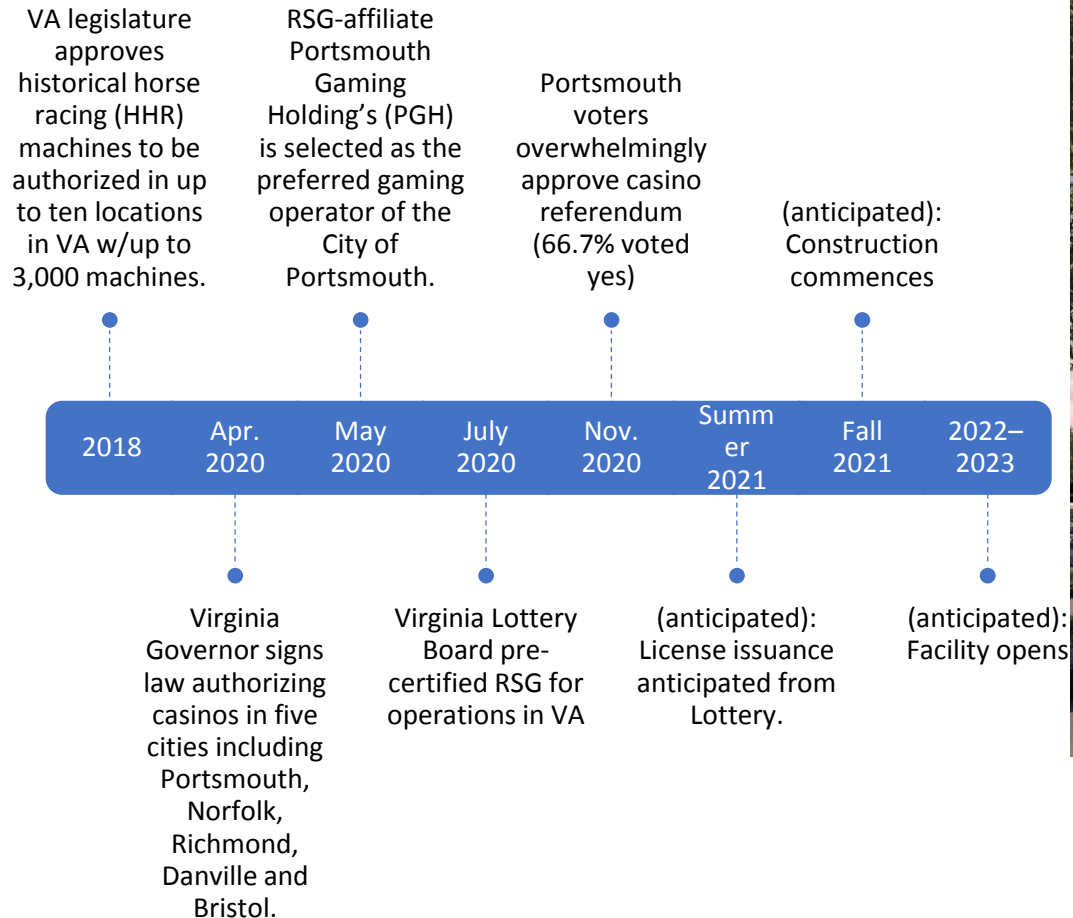 VA legislature
approves
historical horse
racing (HHR)
machines to be
authorized in up
to ten locations
in VA w/up to
3,000 machines.
RSG-affiliate
Portsmouth
Gaming
Holding’s (PGH)
is selected as the
preferred gaming
operator of the
City of
Portsmouth.
Portsmouth
voters
overwhelmingly
approve casino
referendum
(66.7% voted
yes)
(anticipated):
Construction
commences
2018
Apr.
2020
May
2020
July
2020
Nov.
2020
Summ
er
2021
Fall
2021
2022–
2023
Virginia
Governor signs
law authorizing
casinos in five
cities including
Portsmouth,
Norfolk,
Richmond,
Danville and
Bristol.
Virginia Lottery
Board pre-
certified RSG for
operations in VA
(anticipated):
License issuance
anticipated from
Lottery.
(anticipated):
Facility opens